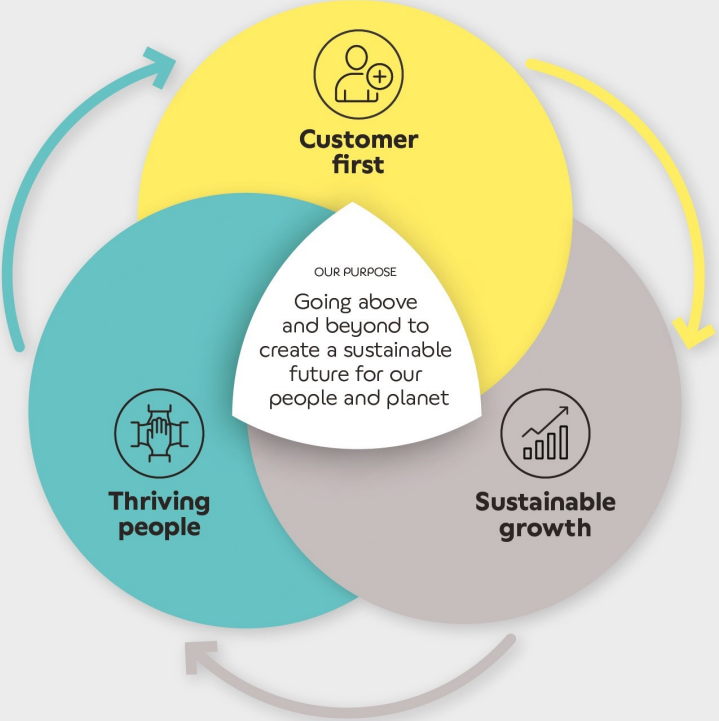 Customer
first
OUR PURPOSE
Going above
and beyond to
create a sustainable
future for our
people and planet
Thriving
people
Sustainable
growth